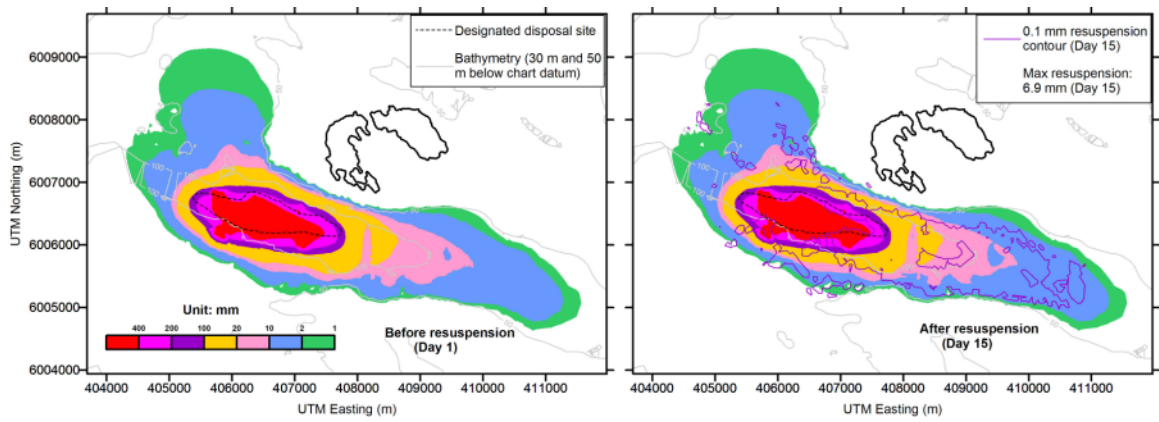 Designated disposal site
Bathymetry (30 m and 50
m below chart datum)
6009000
6008000
6007000
6006000
6005000
6004000
UTM Northing (m)
Unit: mm
400 200 100 20 10 2 1
Before resuspension
(Day 1)
404000 405000 406000 407000 408000 409000 410000 411000
UTM Easting (m)
0.1 mm resuspension
contour (Day 15)
Max resuspension:
6.9 mm (Day 15)
After resuspension
(Day 15)
404000 405000 406000 407000 408000 409000 410000 411000
UTM Easting (m)